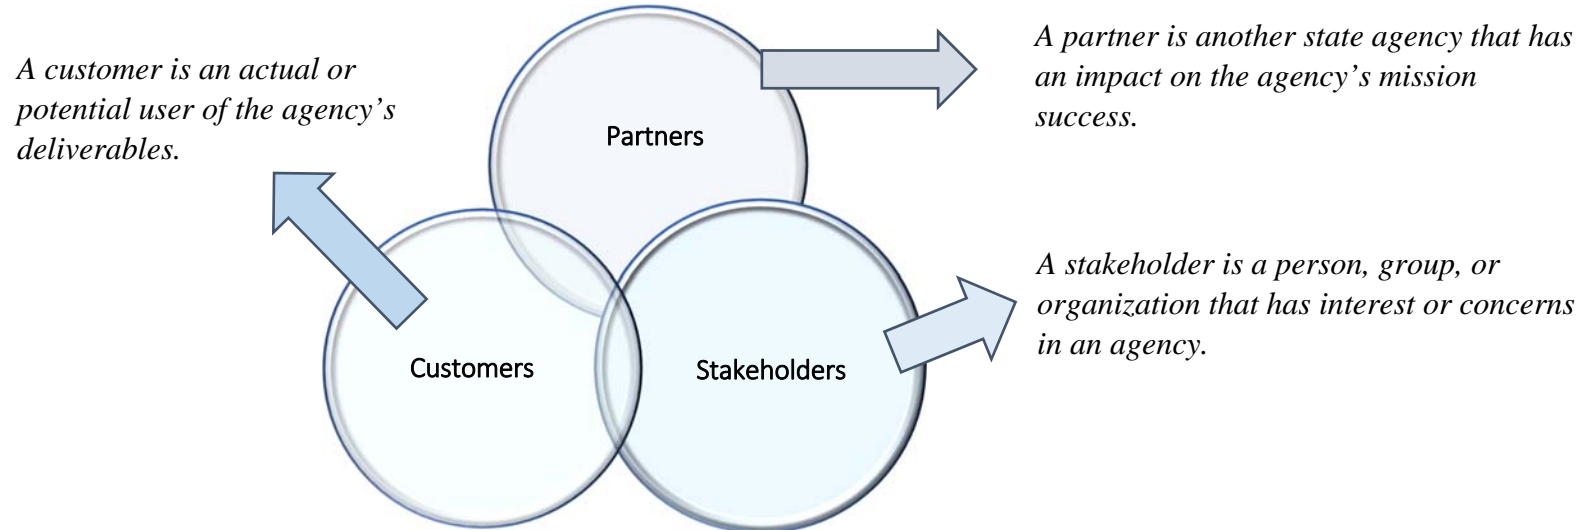 A customer is an actual or
potential user of the agency’s
deliverables.
Partners
A partner is another state agency that has
an impact on the agency’s mission
success.
Customers
Stakeholders
A stakeholder is a person, group, or
organization that has interest or concerns
in an agency.